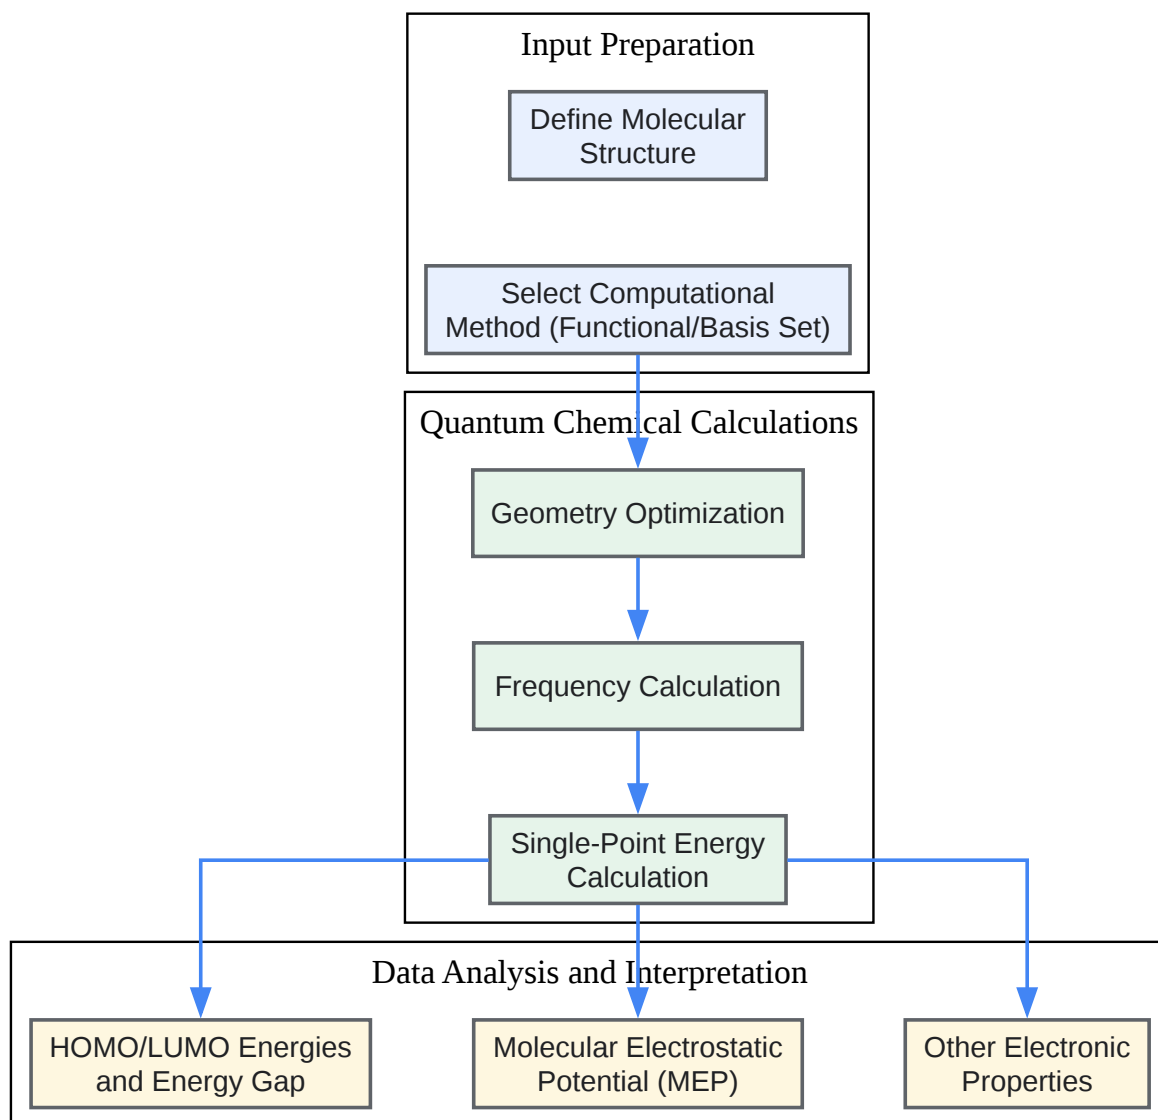 Input Preparation
Define Molecular
Structure
Select Computational
Method (Functional/Basis Set)
Quantum Chemical Calculations
Geometry Optimization
Frequency Calculation
Single-Point Energy
Calculation
Data Analysis and Interpretation
HOMO/LUMO Energies
and Energy Gap
Molecular Electrostatic
Potential (MEP)
Other Electronic
Properties